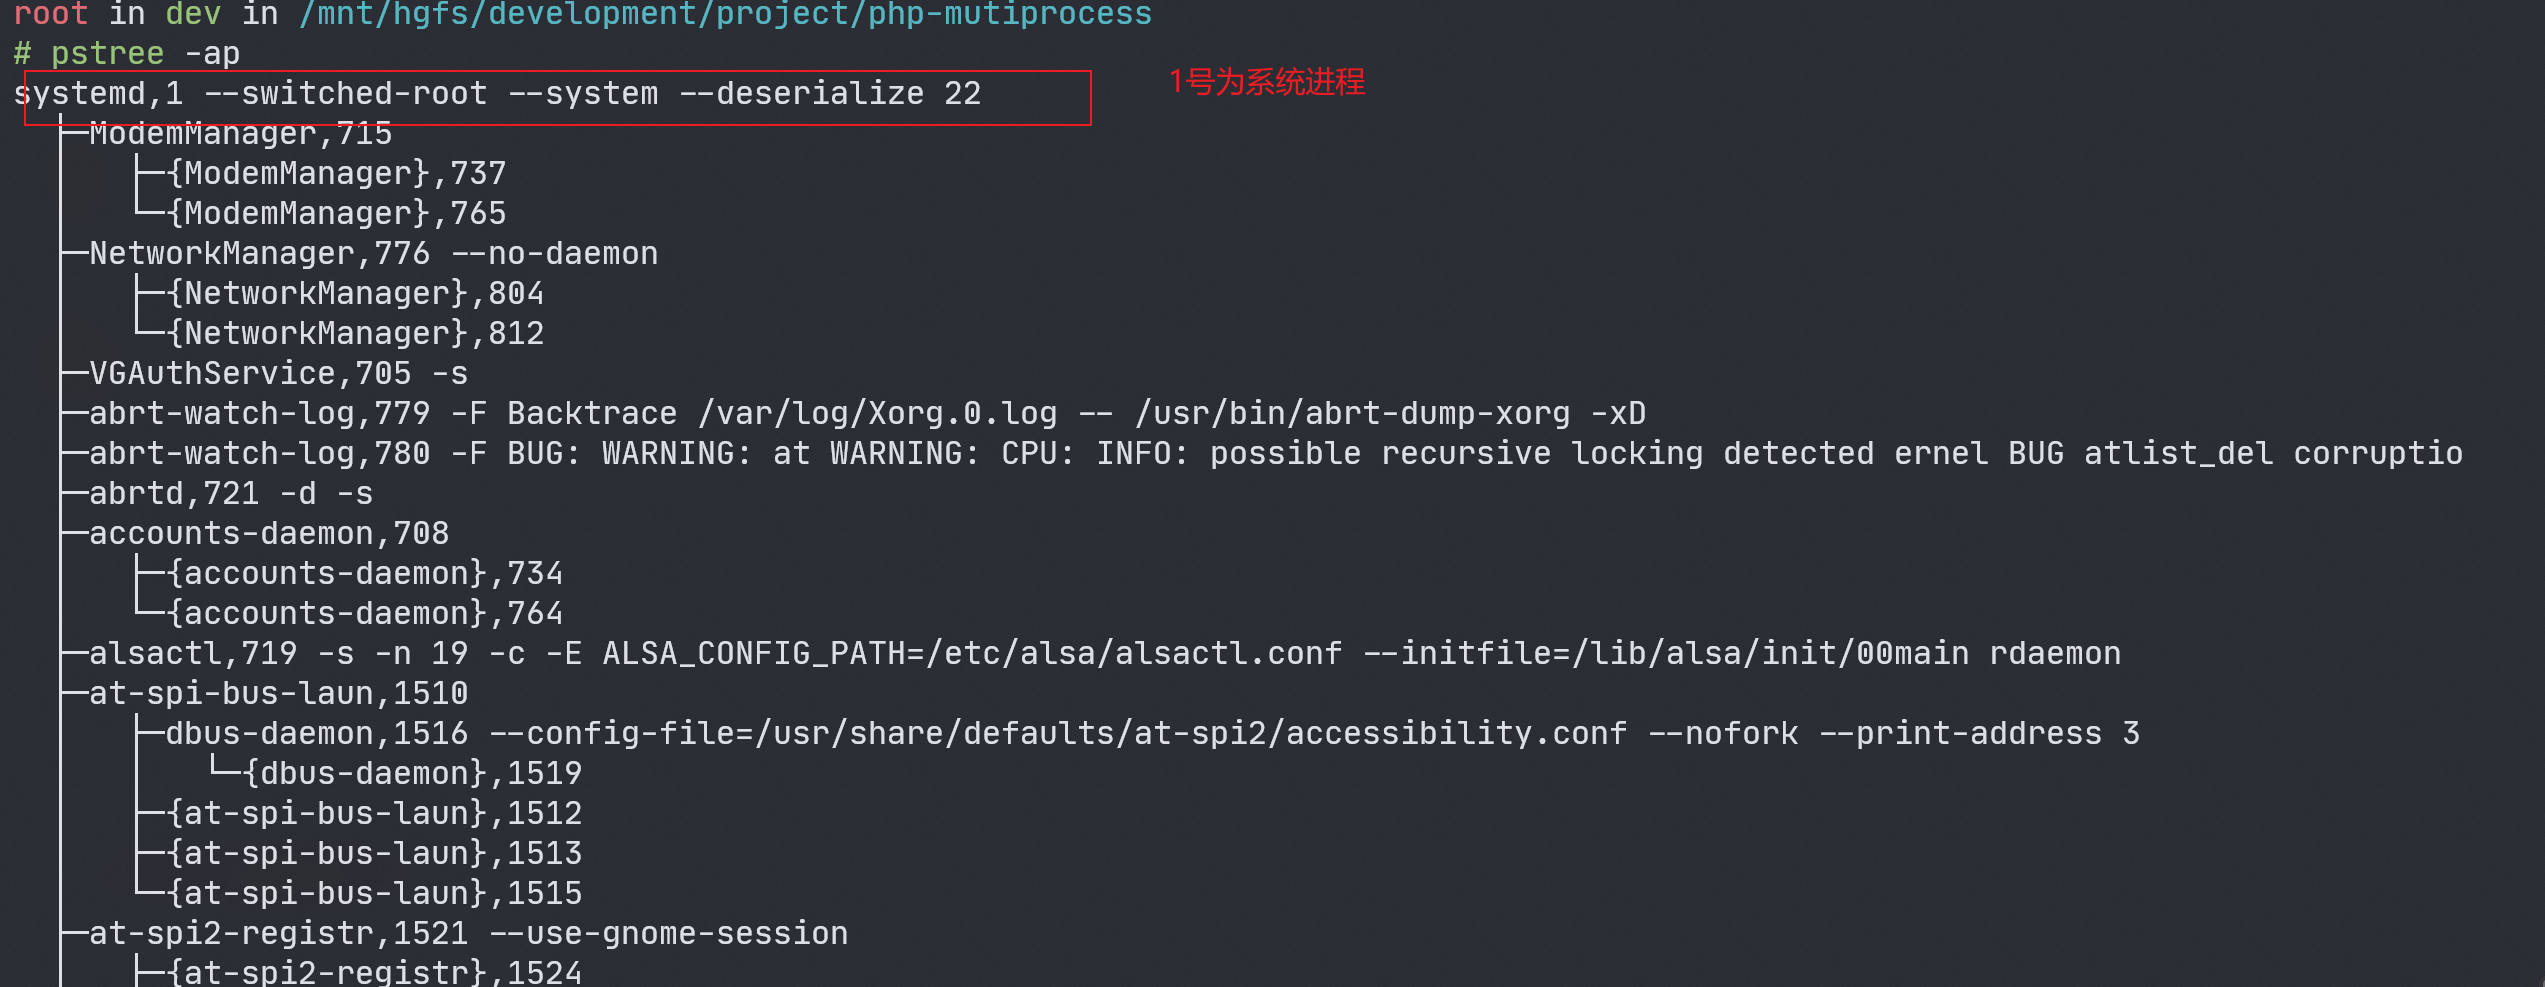 root in dev in /mnt/hgfs/development/project/php-mutiprocess
# pstree -ap
systemd,1 --switched-root --system --deserialize 22
1号为系统进程
├─ModemManager,715
│   ├─{ModemManager},737
│   └─{ModemManager},765
├─NetworkManager,776 --no-daemon
│   ├─{NetworkManager},804
│   └─{NetworkManager},812
├─VGAuthService,705 -s
├─abrt-watch-log,779 -F Backtrace /var/log/Xorg.0.log -- /usr/bin/abrt-dump-xorg -xD
├─abrt-watch-log,780 -F BUG: WARNING: at WARNING: CPU: INFO: possible recursive locking detected ernel BUG atlist_del corruptio
├─abrtd,721 -d -s
├─accounts-daemon,708
│   ├─{accounts-daemon},734
│   └─{accounts-daemon},764
├─alsactl,719 -s -n 19 -c -E ALSA_CONFIG_PATH=/etc/alsa/alsactl.conf --initfile=/lib/alsa/init/00main rdaemon
├─at-spi-bus-laun,1510
│   ├─dbus-daemon,1516 --config-file=/usr/share/defaults/at-spi2/accessibility.conf --nofork --print-address 3
│   │   └─{dbus-daemon},1519
│   ├─{at-spi-bus-laun},1512
│   ├─{at-spi-bus-laun},1513
│   └─{at-spi-bus-laun},1515
├─at-spi2-registr,1521 --use-gnome-session
│   ├─{at-spi2-registr},1524